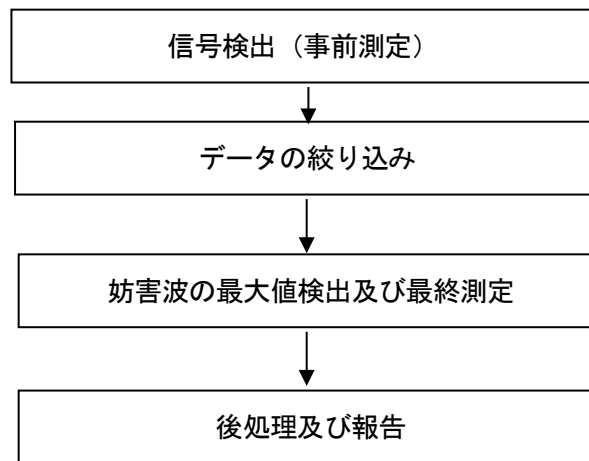 信号検出（事前測定）
データの絞り込み
妨害波の最大値検出及び最終測定
後処理及び報告